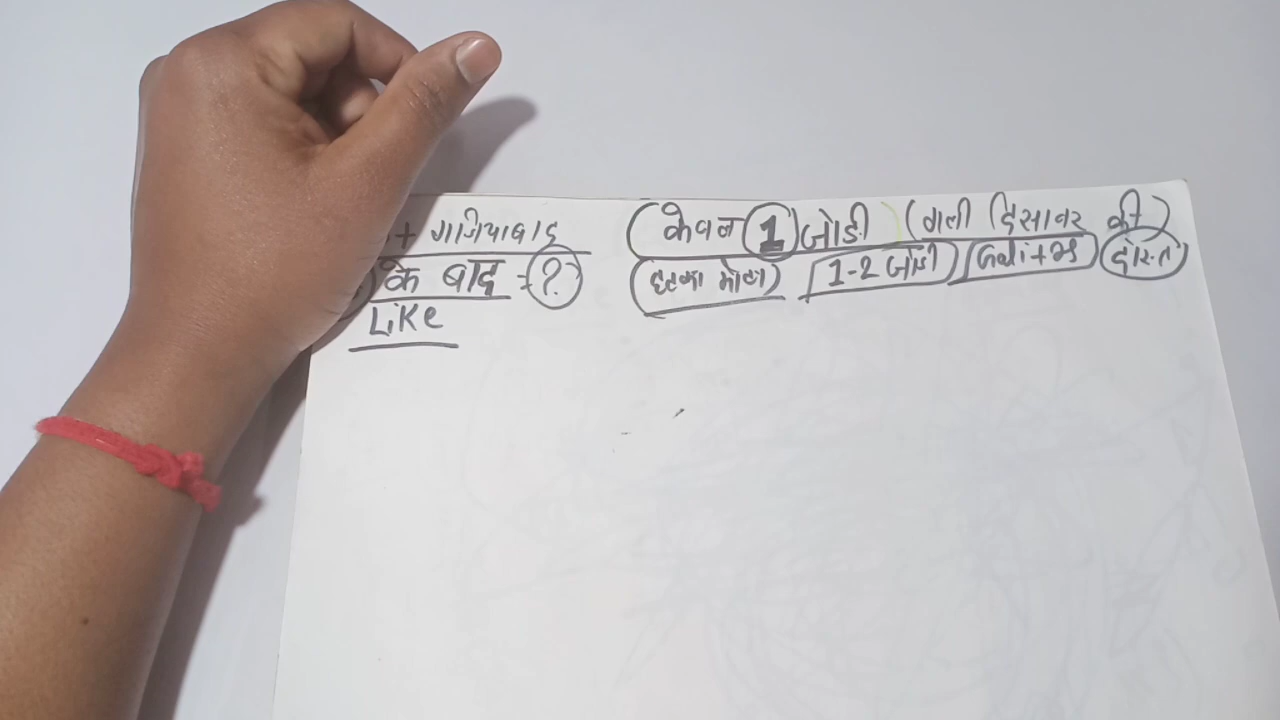 + गाजियाबाद
के बाद = ?
Like
(केवल 1 जोडी (गली दिसावर की)
हल्का मोटा) 1-2 जोडी
दोस्त